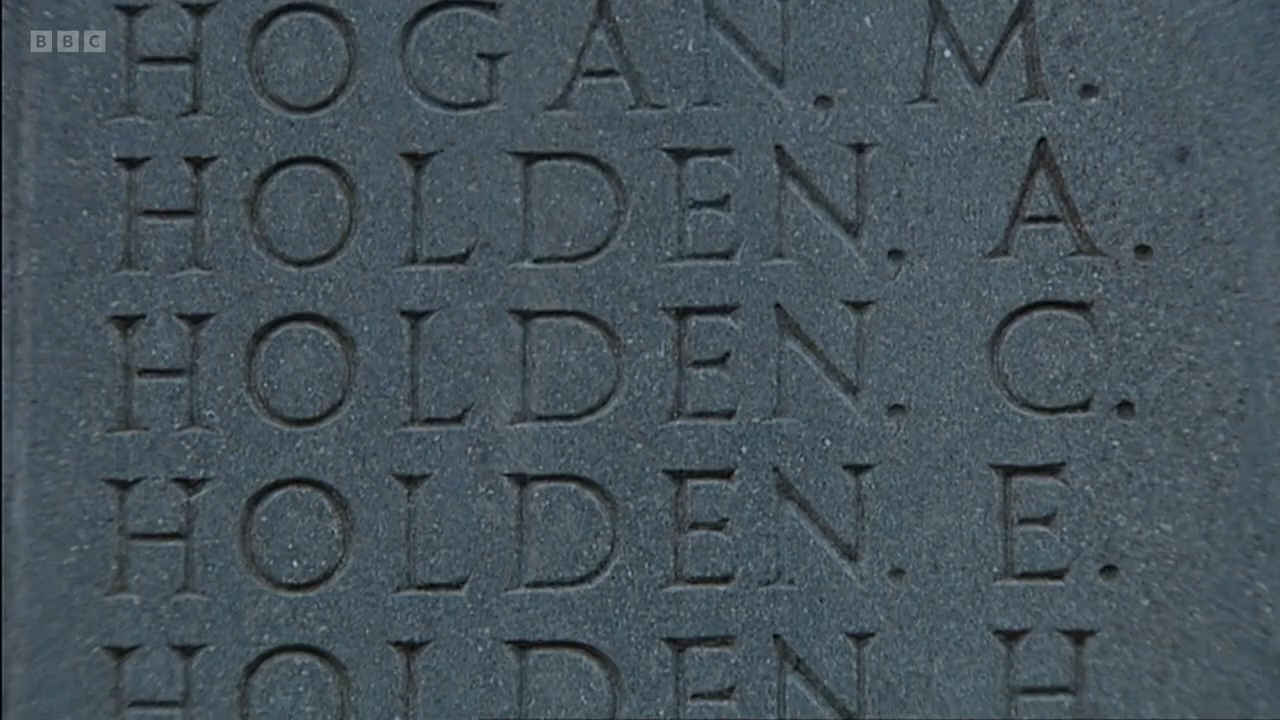 BBC
HOGAN, M.
HOLDEN, A.
HOLDEN, C.
HOLDEN. E.
HOLDEN, H